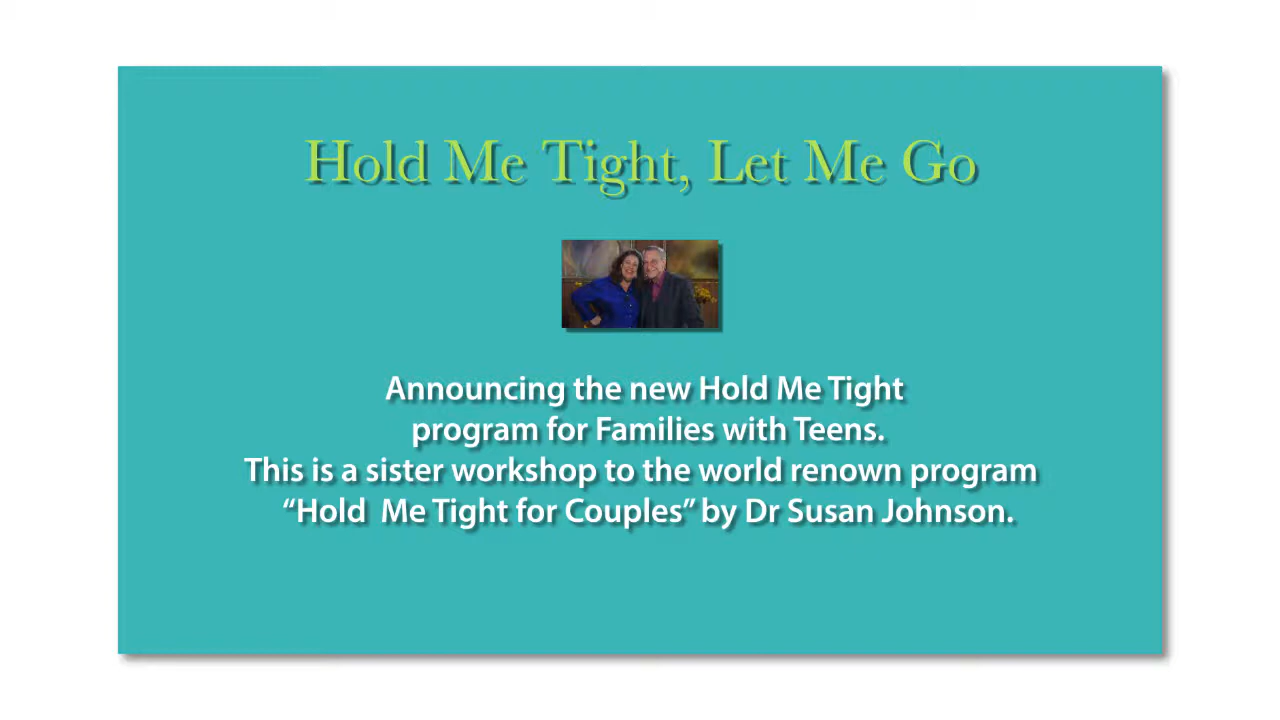 Hold Me Tight, Let Me Go
Announcing the new Hold Me Tight
program for Families with Teens.
This is a sister workshop to the world renown program
“Hold Me Tight for Couples” by Dr Susan Johnson.